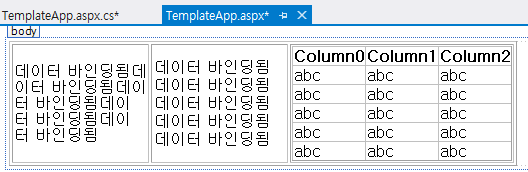 TemplateApp.aspx.cs*
TemplateApp.aspx*
body
데이터 바인딩됨데
이터 바인딩됨데이
터 바인딩됨데이
터 바인딩됨데이
터 바인딩됨
데이터 바인딩됨
데이터 바인딩됨
데이터 바인딩됨
데이터 바인딩됨
데이터 바인딩됨
Column0 Column1 Column2
abc abc abc
abc abc abc
abc abc abc
abc abc abc
abc abc abc